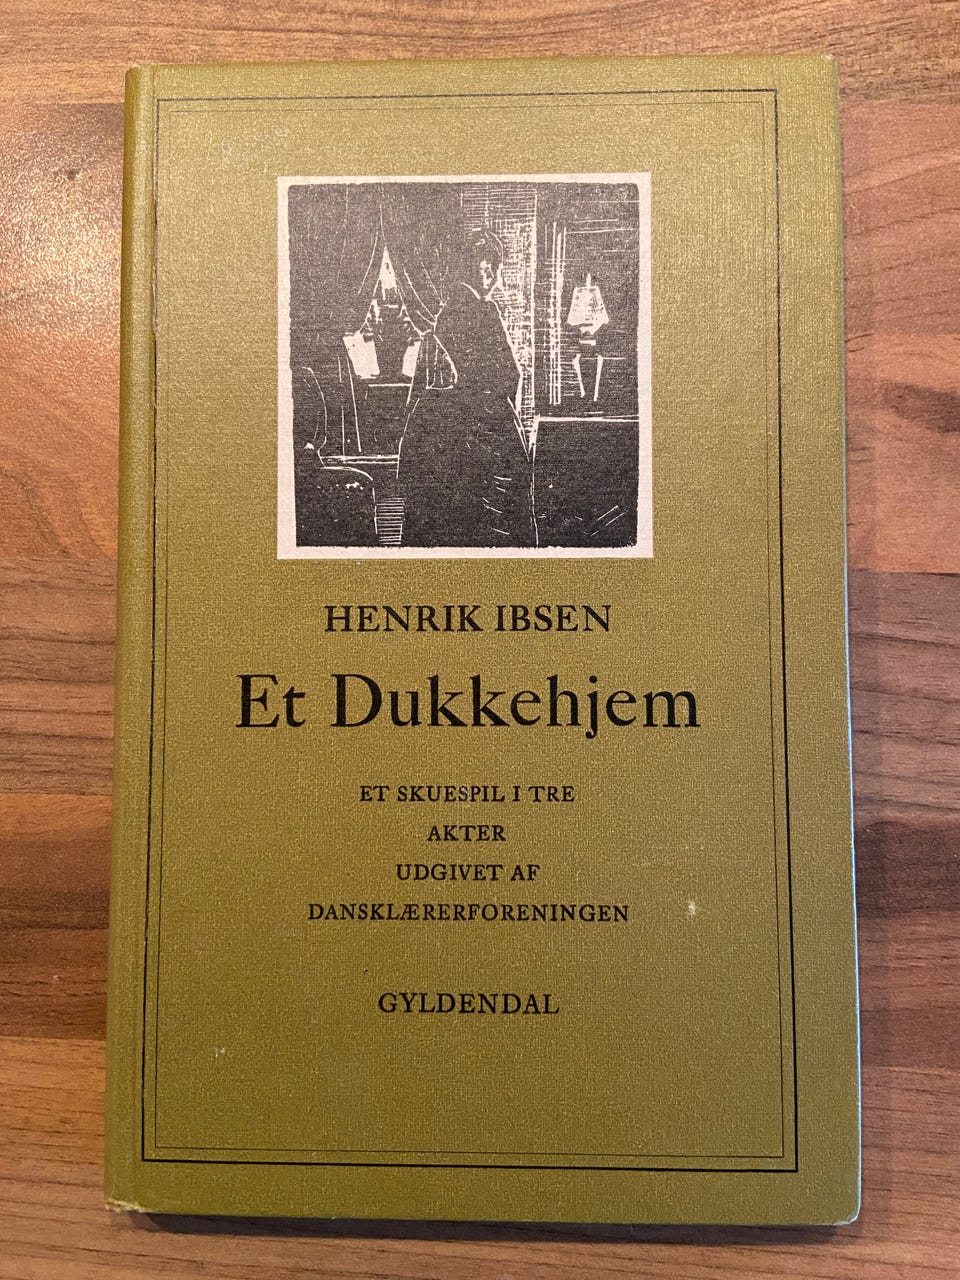 HENRIK IBSEN
Et Dukkehjem
ET SKUESPIL I TRE
AKTER
UDGIVET AF
DANSKLÆRERFORENINGEN
GYLDENDAL